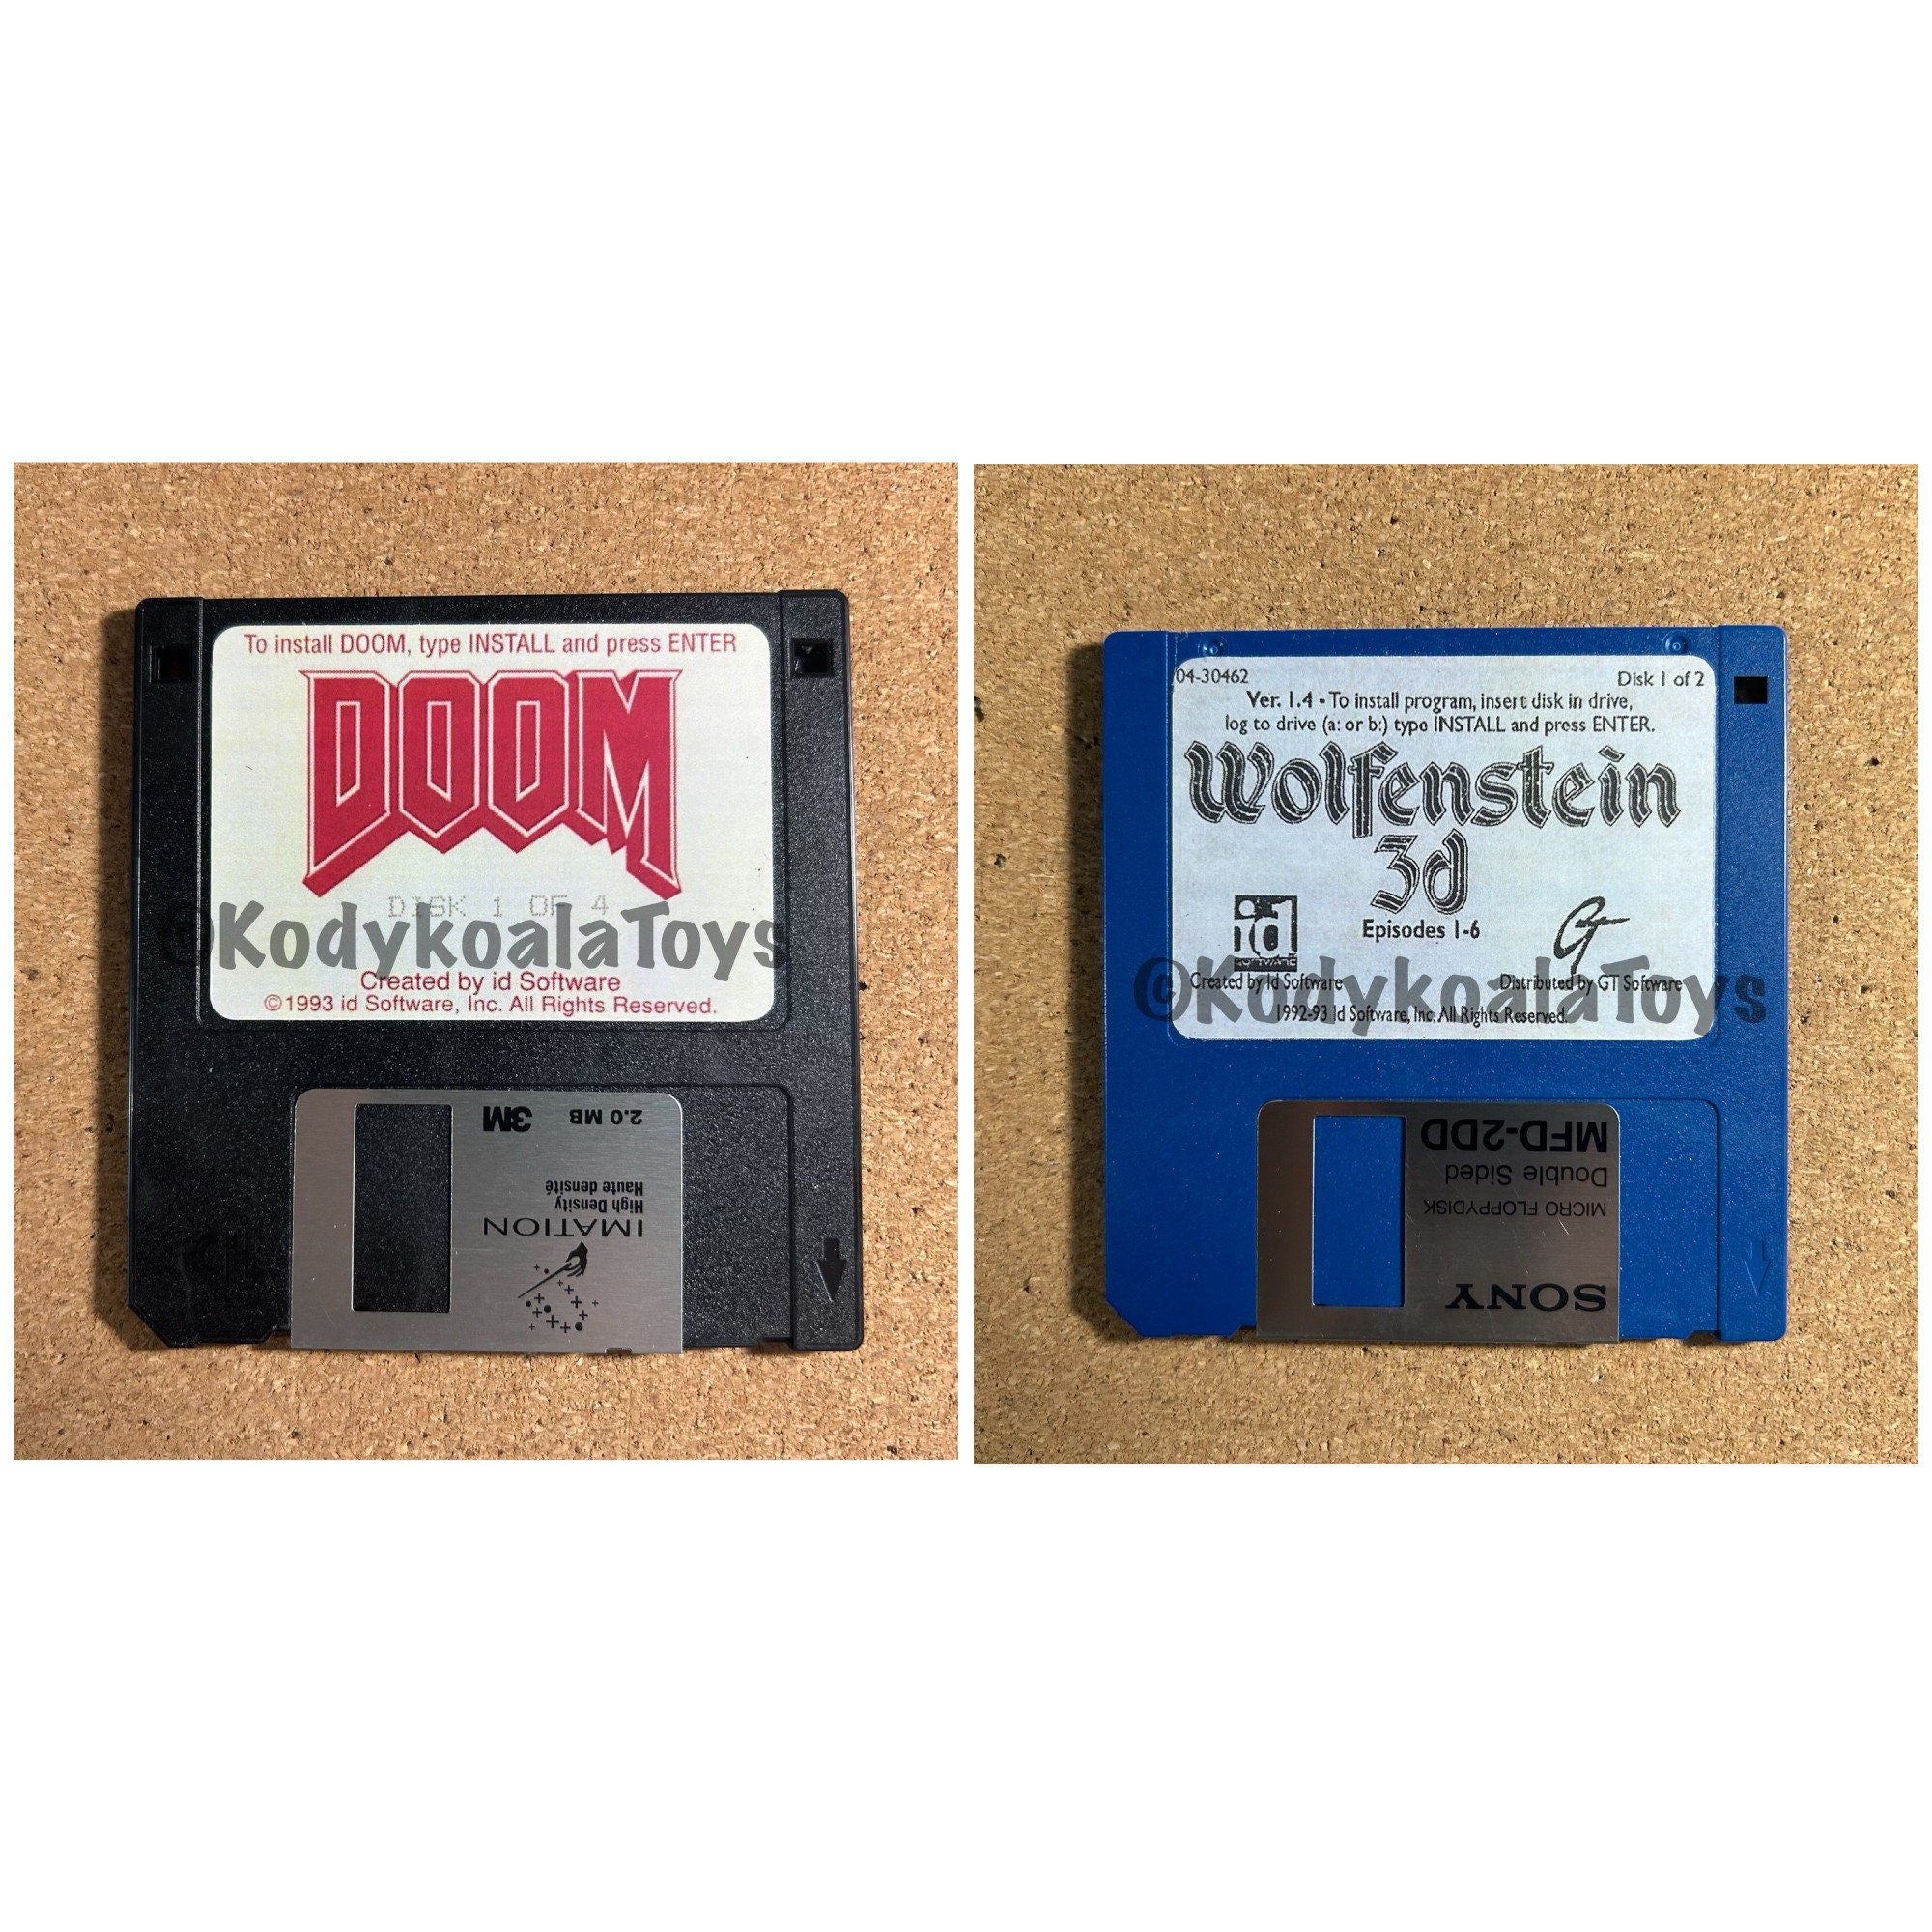 To install DOOM, type INSTALL and press ENTER
DOOM
DISK 1 OF 4
©KodykoalaToys
Created by id Software
©1993 id Software, Inc. All Rights Reserved.
3M 2.0 MB
High Density
Haute densité
IMATION
04-30462 Disk 1 of 2
Ver. 1.4 - To install program, insert disk in drive,
log to drive (a: or b:) type INSTALL and press ENTER.
Wolfenstein
3d
id
SOFTWARE
Episodes 1-6
GT
©KodykoalaToys
Created by id Software Distributed by GT Software
1992-93 id Software, Inc. All Rights Reserved.
MFD-2DD
Double Sided
MICRO FLOPPYDISK
SONY